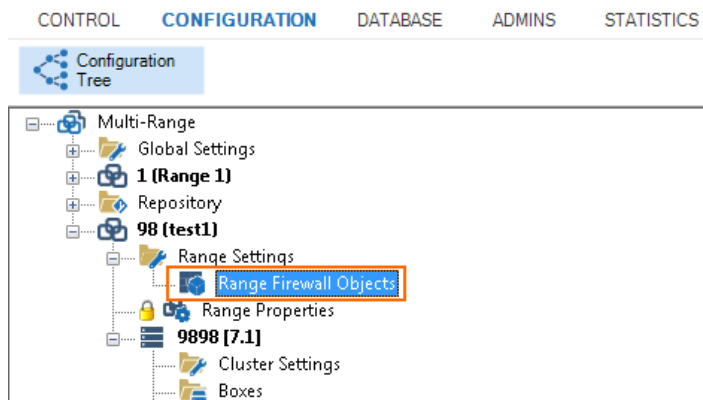 CONTROL CONFIGURATION DATABASE ADMINS STATISTICS
Configuration
Tree
Multi-Range
Global Settings
1 (Range 1)
Repository
98 (test1)
Range Settings
Range Firewall Objects
Range Properties
9898 [7.1]
Cluster Settings
Boxes